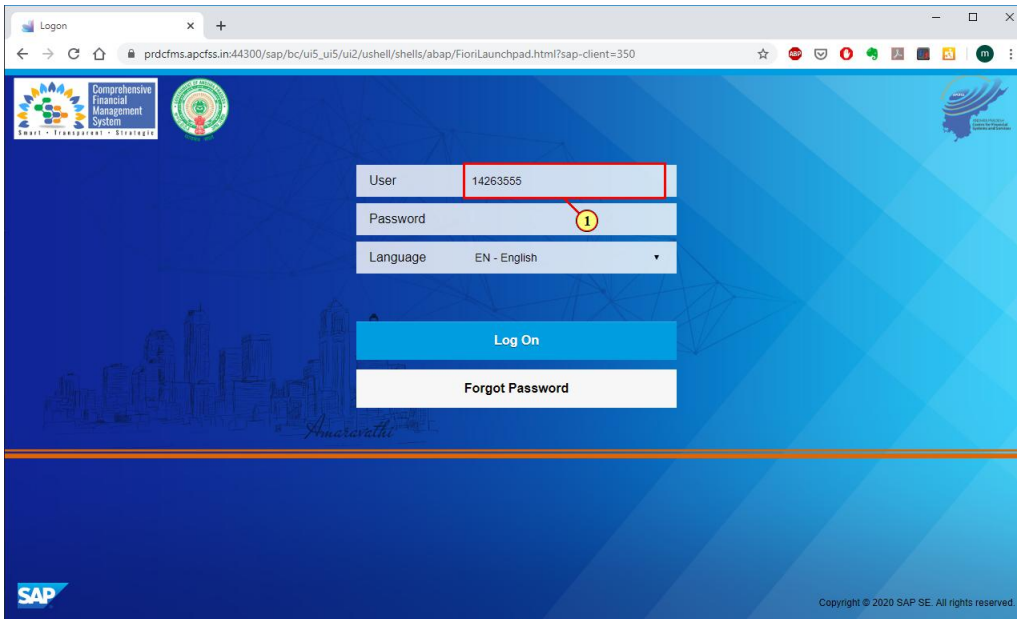 Logon
prdcfms.apcfss.in:44300/sap/bc/ui5_ui5/ui2/ushell/shells/abap/FioriLaunchpad.html?sap-client=350
ABP
m
Comprehensive
Financial
Management
System
Smart • Transparent • Strategic
User 14263555
Password
1
Language EN - English
Log On
Forgot Password
Amaravathi
SAP
Copyright © 2020 SAP SE. All rights reserved.